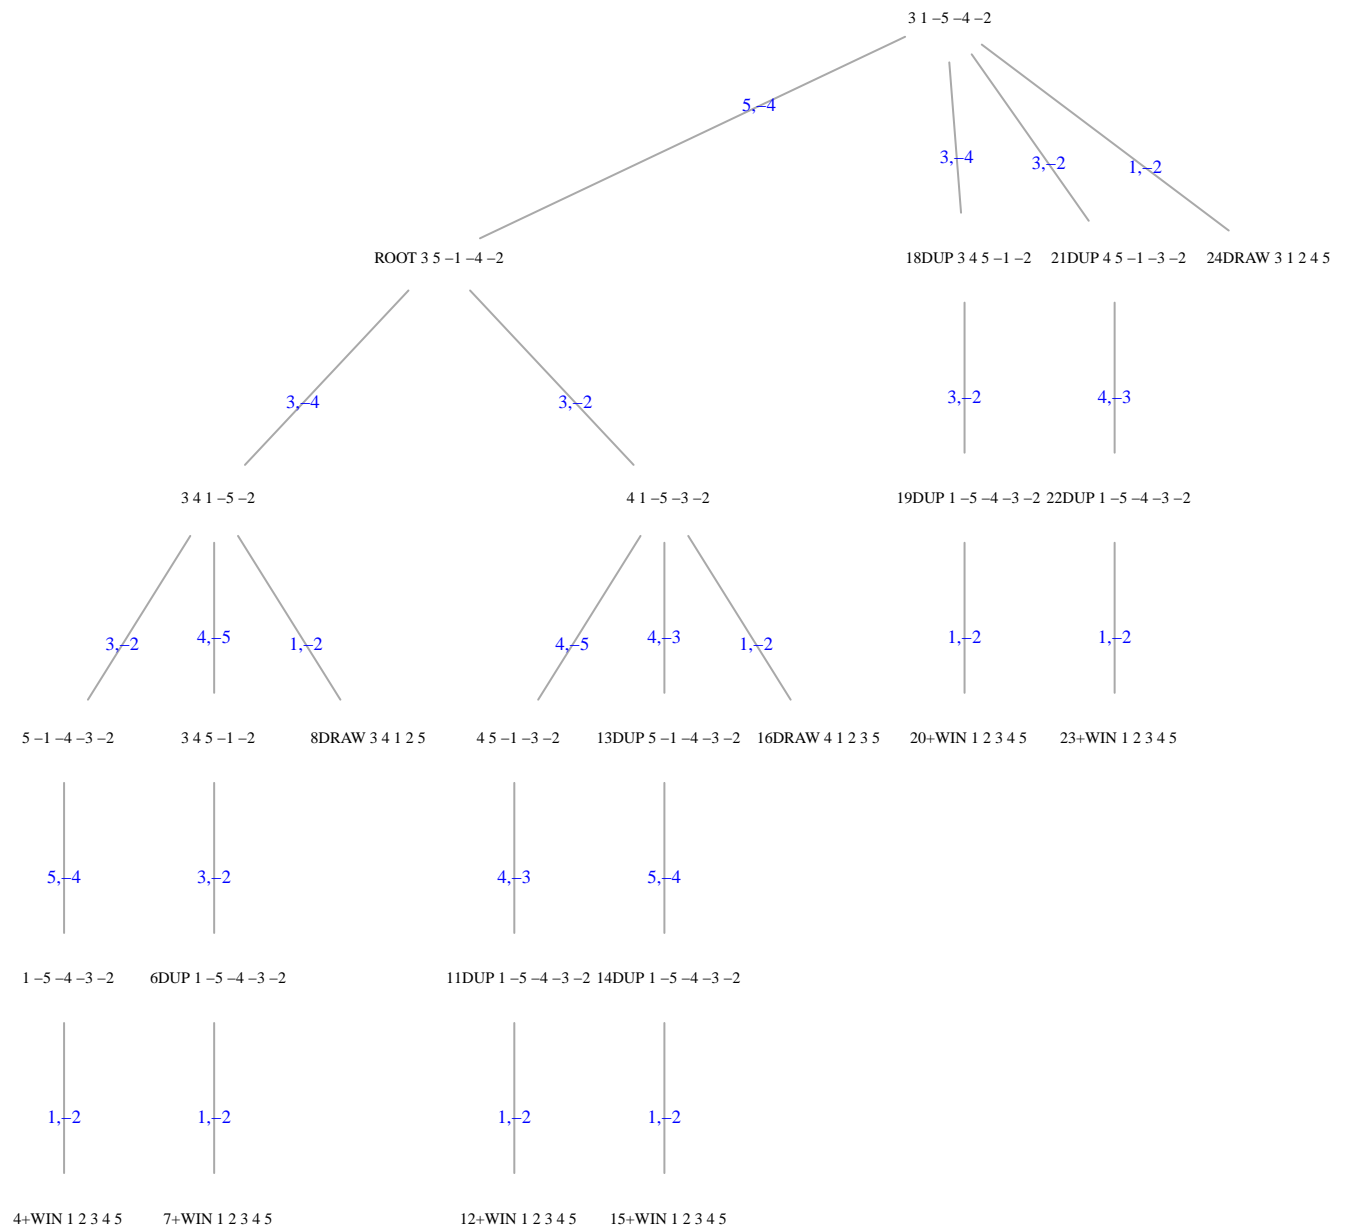 3 1 –5 –4 –2
5,–4
3,–4
3,–2
1,–2
ROOT 3 5 –1 –4 –2
18DUP 3 4 5 –1 –2
21DUP 4 5 –1 –3 –2
24DRAW 3 1 2 4 5
3,–4
3,–2
3,–2
4,–3
3 4 1 –5 –2
4 1 –5 –3 –2
19DUP 1 –5 –4 –3 –2
22DUP 1 –5 –4 –3 –2
3,–2
4,–5
1,–2
4,–5
4,–3
1,–2
1,–2
1,–2
5 –1 –4 –3 –2
3 4 5 –1 –2
8DRAW 3 4 1 2 5
4 5 –1 –3 –2
13DUP 5 –1 –4 –3 –2
16DRAW 4 1 2 3 5
20+WIN 1 2 3 4 5
23+WIN 1 2 3 4 5
5,–4
3,–2
4,–3
5,–4
1 –5 –4 –3 –2
6DUP 1 –5 –4 –3 –2
11DUP 1 –5 –4 –3 –2
14DUP 1 –5 –4 –3 –2
1,–2
1,–2
1,–2
1,–2
4+WIN 1 2 3 4 5
7+WIN 1 2 3 4 5
12+WIN 1 2 3 4 5
15+WIN 1 2 3 4 5